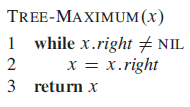 TREE-MAXIMUM(x)
1 while x.right ≠ NIL
2 x = x.right
3 return x